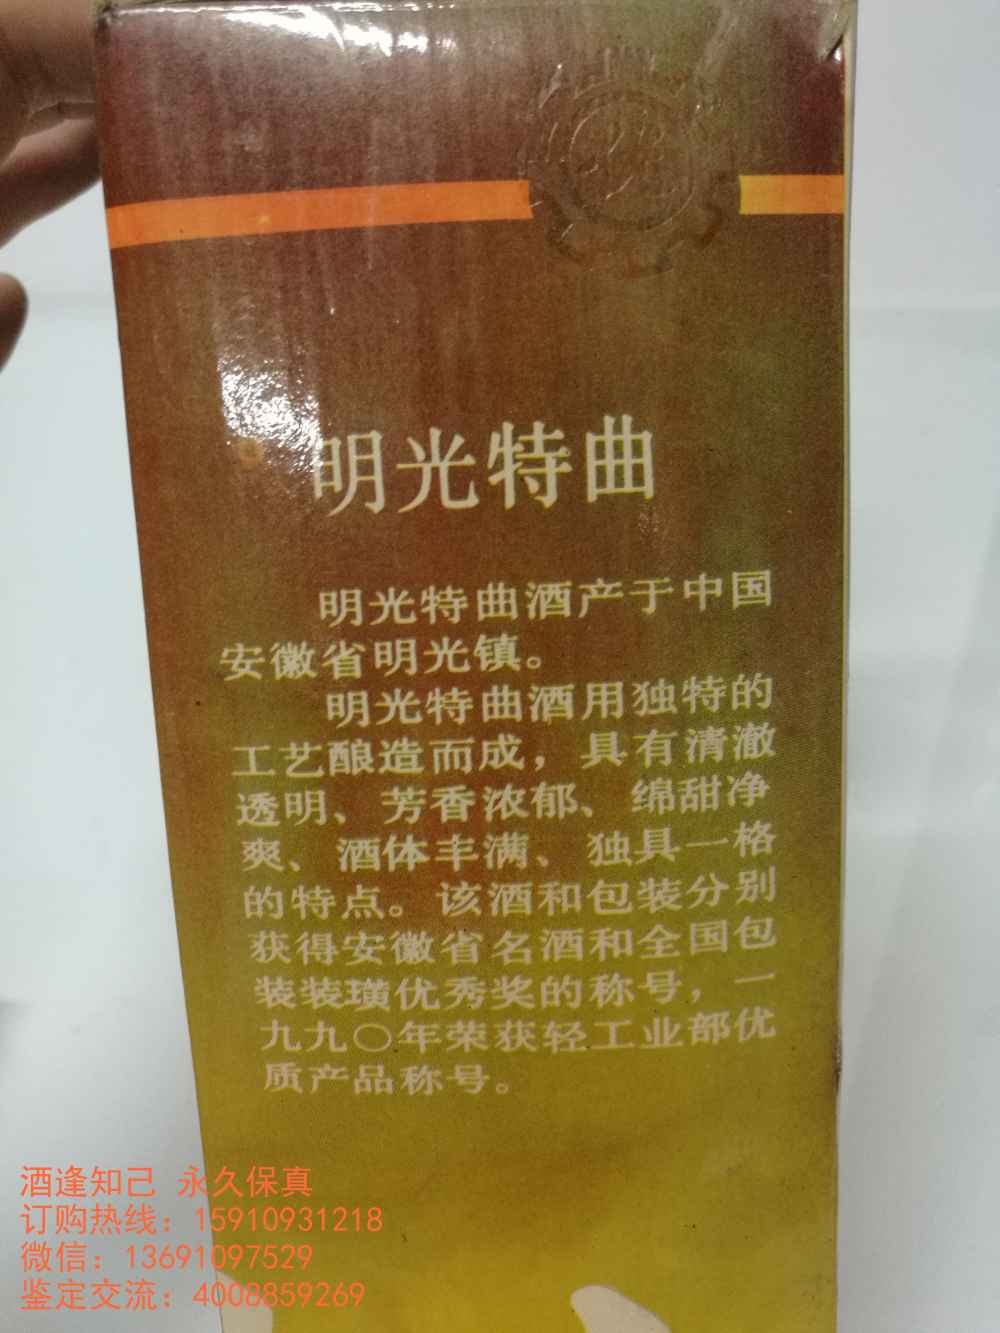 明光特曲
明光特曲酒产于中国
安徽省明光镇。
明光特曲酒用独特的
工艺酿造而成，具有清澈
透明、芳香浓郁、绵甜净
爽、酒体丰满、独具一格
的特点。该酒和包装分别
获得安徽省名酒和全国包
装装璜优秀奖的称号，一
九九〇年荣获轻工业部优
质产品称号。
酒逢知己 永久保真
订购热线：15910931218
微信：13691097529
鉴定交流：4008859269